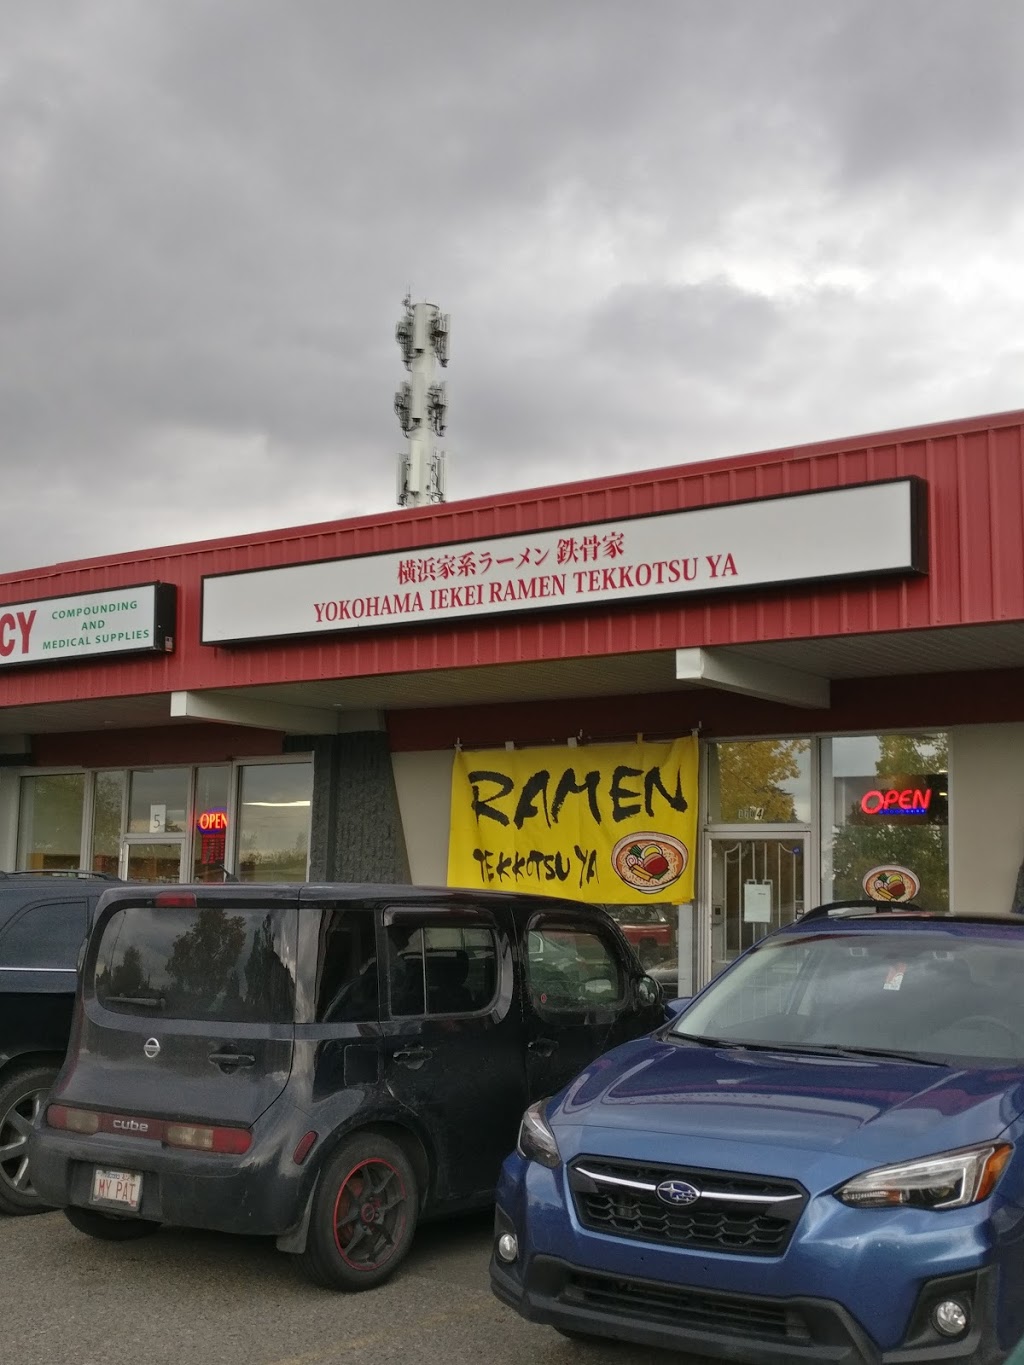 横浜家系ラーメン 鉄骨家
YOKOHAMA IEKEI RAMEN TEKKOTSU YA
CY
COMPOUNDING
AND
MEDICAL SUPPLIES
RAMEN
TEKKOTSU YA
OPEN
5
OPEN
cube
MY PAT